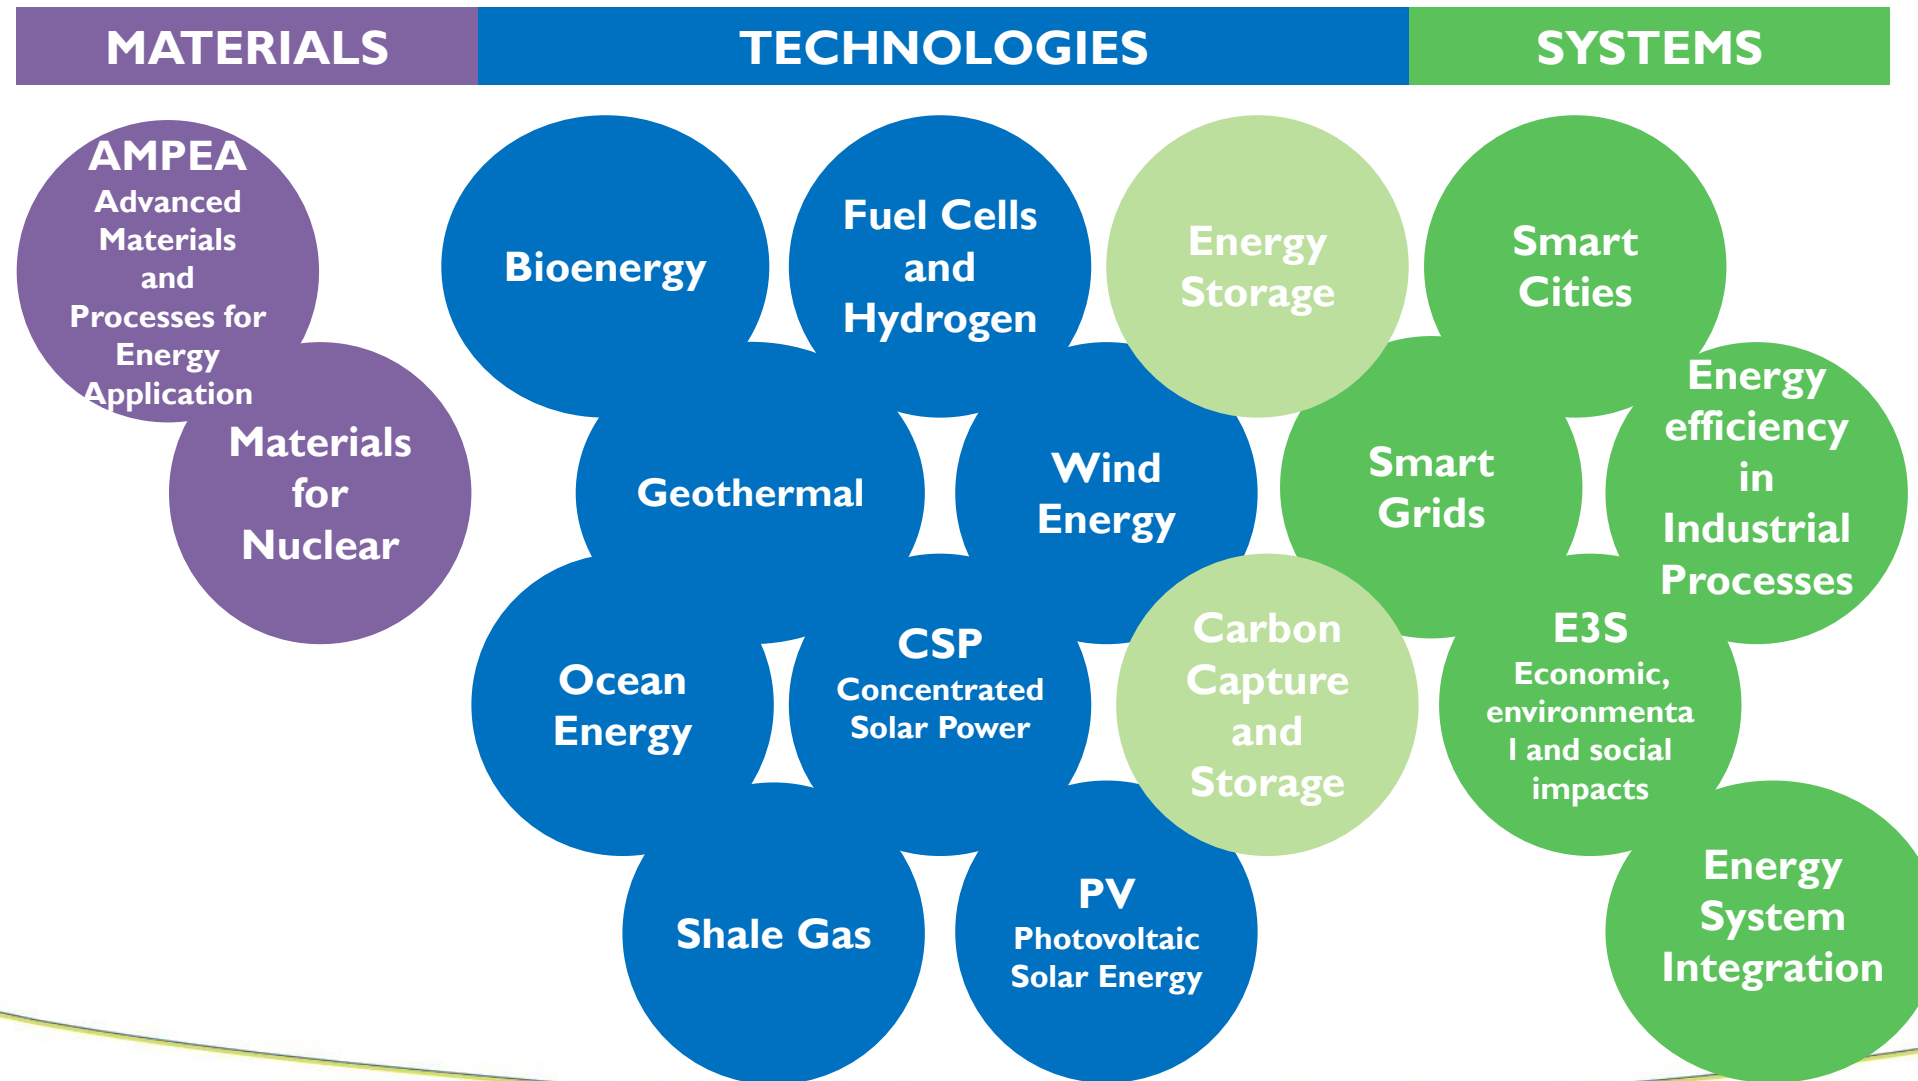 MATERIALS
TECHNOLOGIES
SYSTEMS
AMPEA
Advanced
Materials
and
Processes for
Energy
Application
Materials
for
Nuclear
Bioenergy
Fuel Cells
and
Hydrogen
Energy
Storage
Smart
Cities
Geothermal
Wind
Energy
Smart
Grids
Energy
efficiency
in
Industrial
Processes
Ocean
Energy
CSP
Concentrated
Solar Power
Carbon
Capture
and
Storage
E3S
Economic,
environmenta
l and social
impacts
Shale Gas
PV
Photovoltaic
Solar Energy
Energy
System
Integration